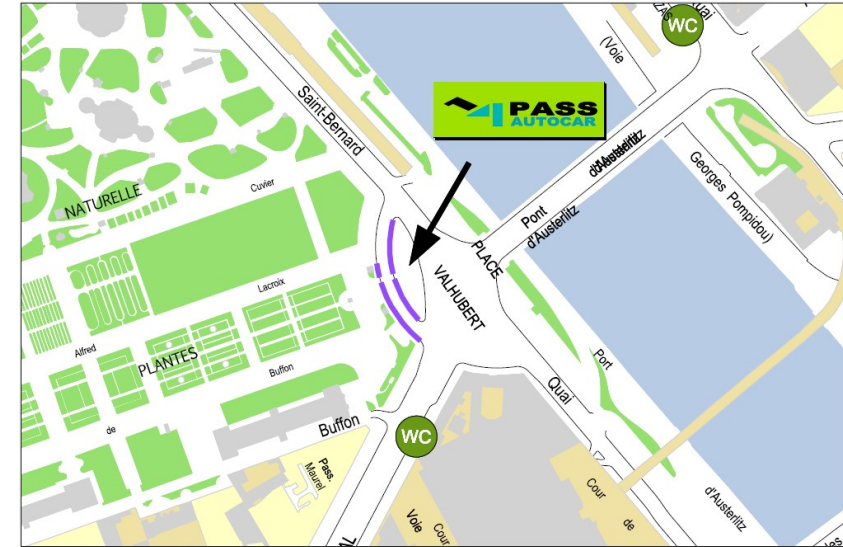 Quai
WC
(Voie
PASS
AUTOCAR
Saint-Bernard
d'Austerlitz
Georges Pompidou)
NATURELLE
Cuvier
Pont
d'Austerlitz
PLACE
VALHUBERT
Lacroix
Alfred
PLANTES
Buffon
Port
Quai
de
Buffon
WC
Pass.
Maurel
Cour
de
d'Austerlitz
Voie
Cour